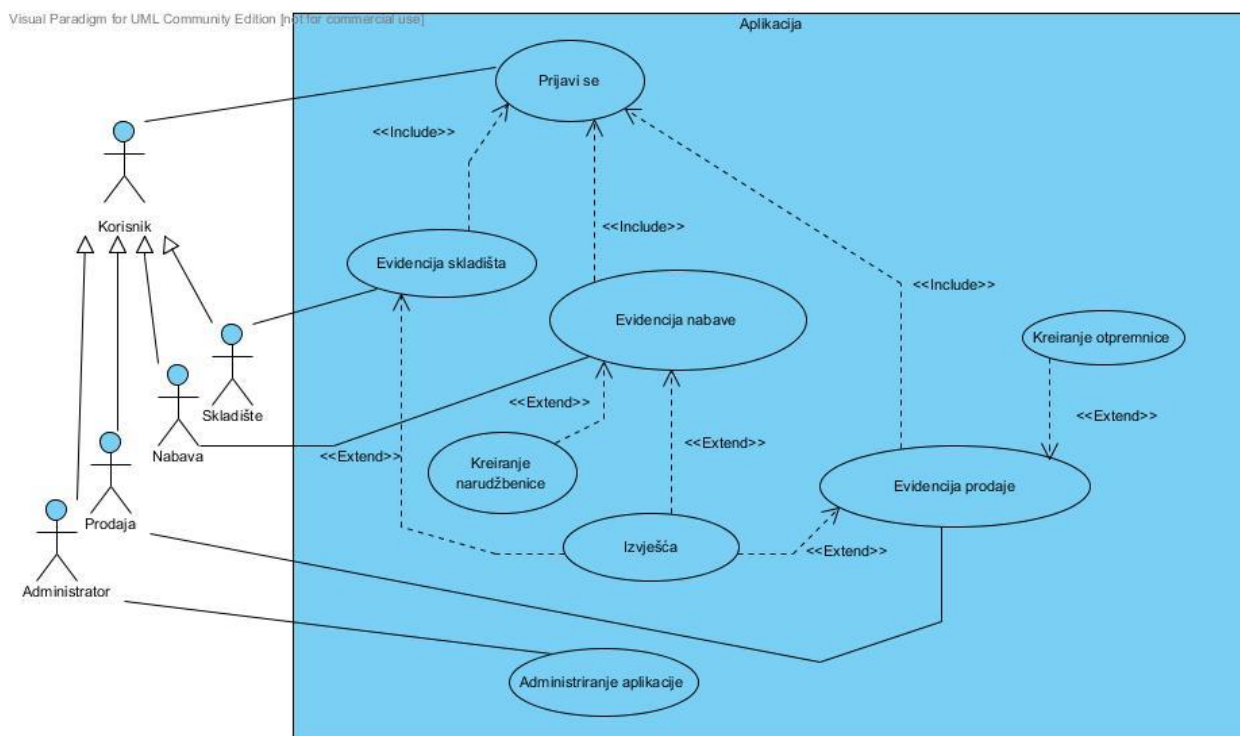 Visual Paradigm for UML Community Edition [not for commercial use]
Aplikacija
Prijavi se
<<Include>>
Korisnik
<<Include>>
Evidencija skladišta
<<Include>>
Evidencija nabave
Kreiranje otpremnice
<<Extend>>
Skladište
<<Extend>>
<<Extend>>
<<Extend>>
Nabava
Kreiranje
narudžbenice
Evidencija prodaje
Prodaja
Izvješća
<<Extend>>
Administrator
Administriranje aplikacije